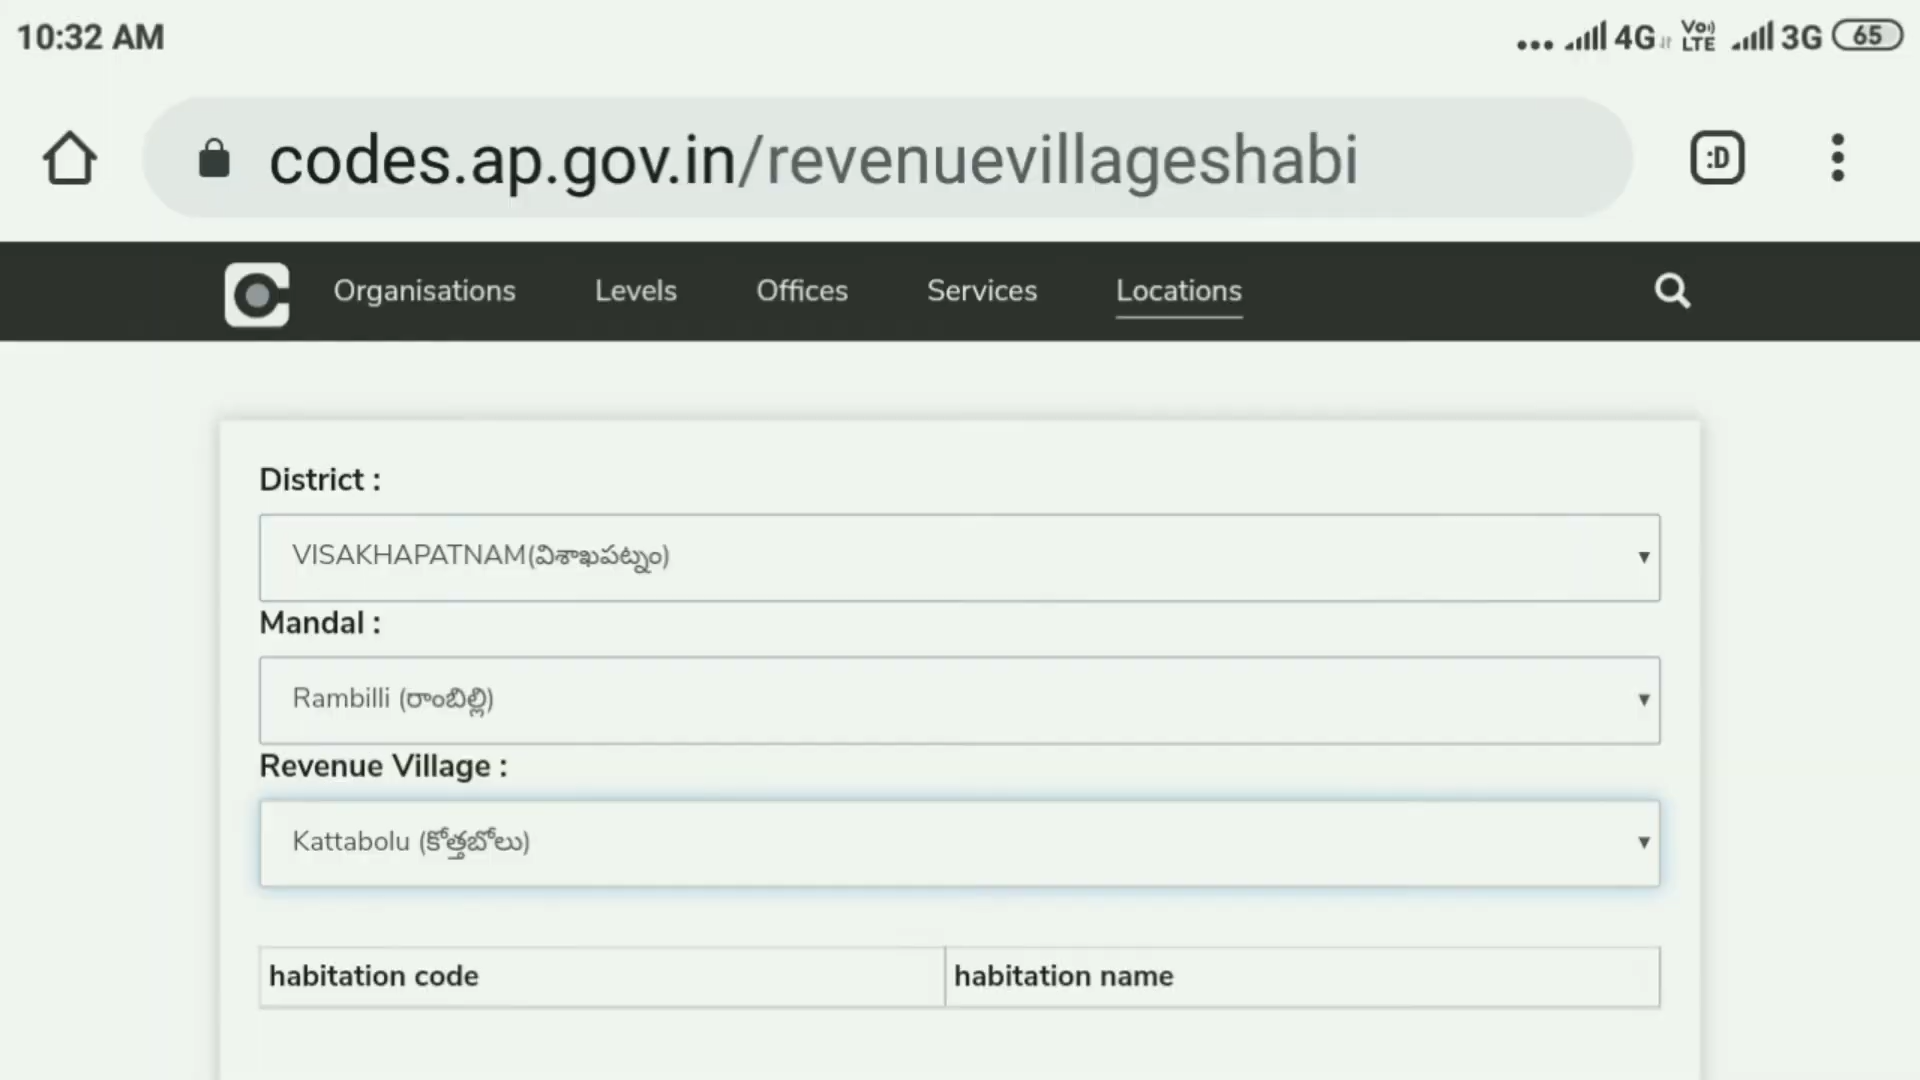 10:32 AM ... 4G Vo) LTE 3G 65
codes.ap.gov.in/revenuevillageshabi :D
Organisations Levels Offices Services Locations
District :
VISAKHAPATNAM(విశాఖపట్నం)
Mandal :
Rambilli (రాంబిల్లి)
Revenue Village :
Kattabolu (కోత్తబోలు)
habitation code habitation name